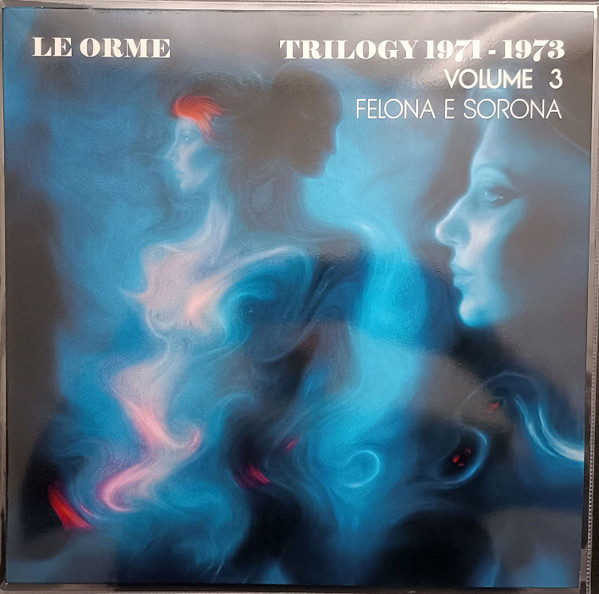 LE ORME
TRILOGY 1971-1973
VOLUME 3
FELONA E SORONA